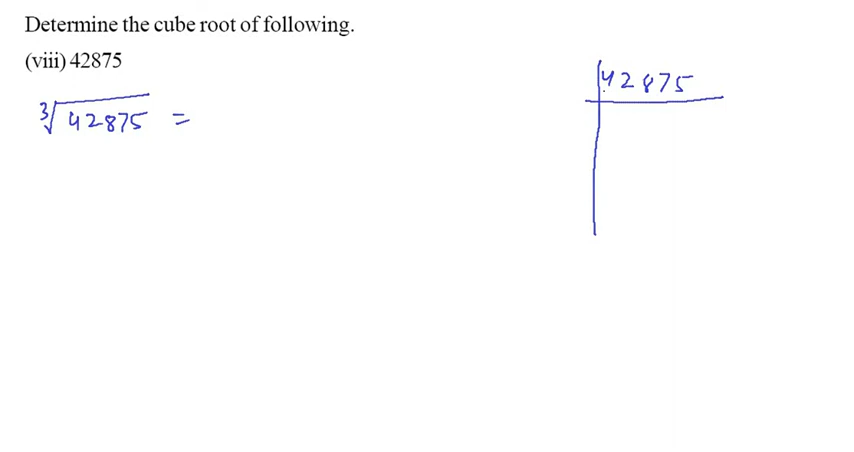 Determine the cube root of following.
(viii) 42875
∛42875 =
42875